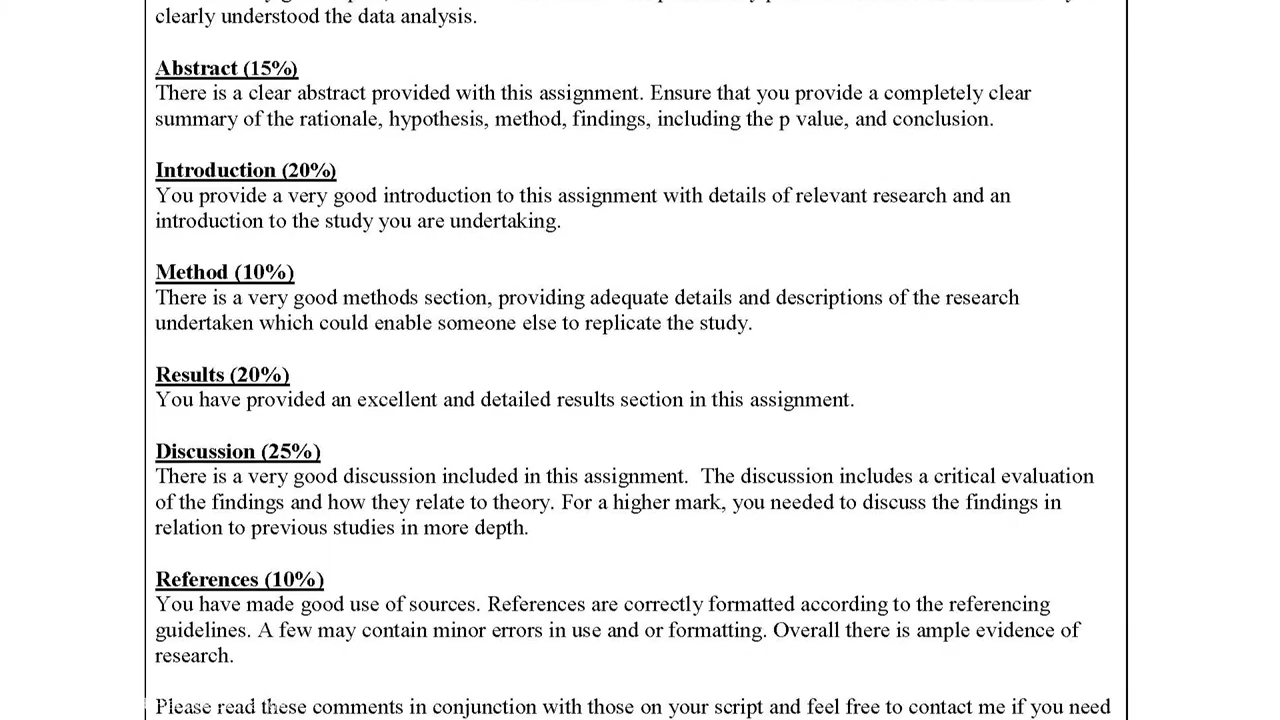 clearly understood the data analysis.
Abstract (15%)
There is a clear abstract provided with this assignment. Ensure that you provide a completely clear
summary of the rationale, hypothesis, method, findings, including the p value, and conclusion.
Introduction (20%)
You provide a very good introduction to this assignment with details of relevant research and an
introduction to the study you are undertaking.
Method (10%)
There is a very good methods section, providing adequate details and descriptions of the research
undertaken which could enable someone else to replicate the study.
Results (20%)
You have provided an excellent and detailed results section in this assignment.
Discussion (25%)
There is a very good discussion included in this assignment.  The discussion includes a critical evaluation
of the findings and how they relate to theory. For a higher mark, you needed to discuss the findings in
relation to previous studies in more depth.
References (10%)
You have made good use of sources. References are correctly formatted according to the referencing
guidelines. A few may contain minor errors in use and or formatting. Overall there is ample evidence of
research.
Please read these comments in conjunction with those on your script and feel free to contact me if you need